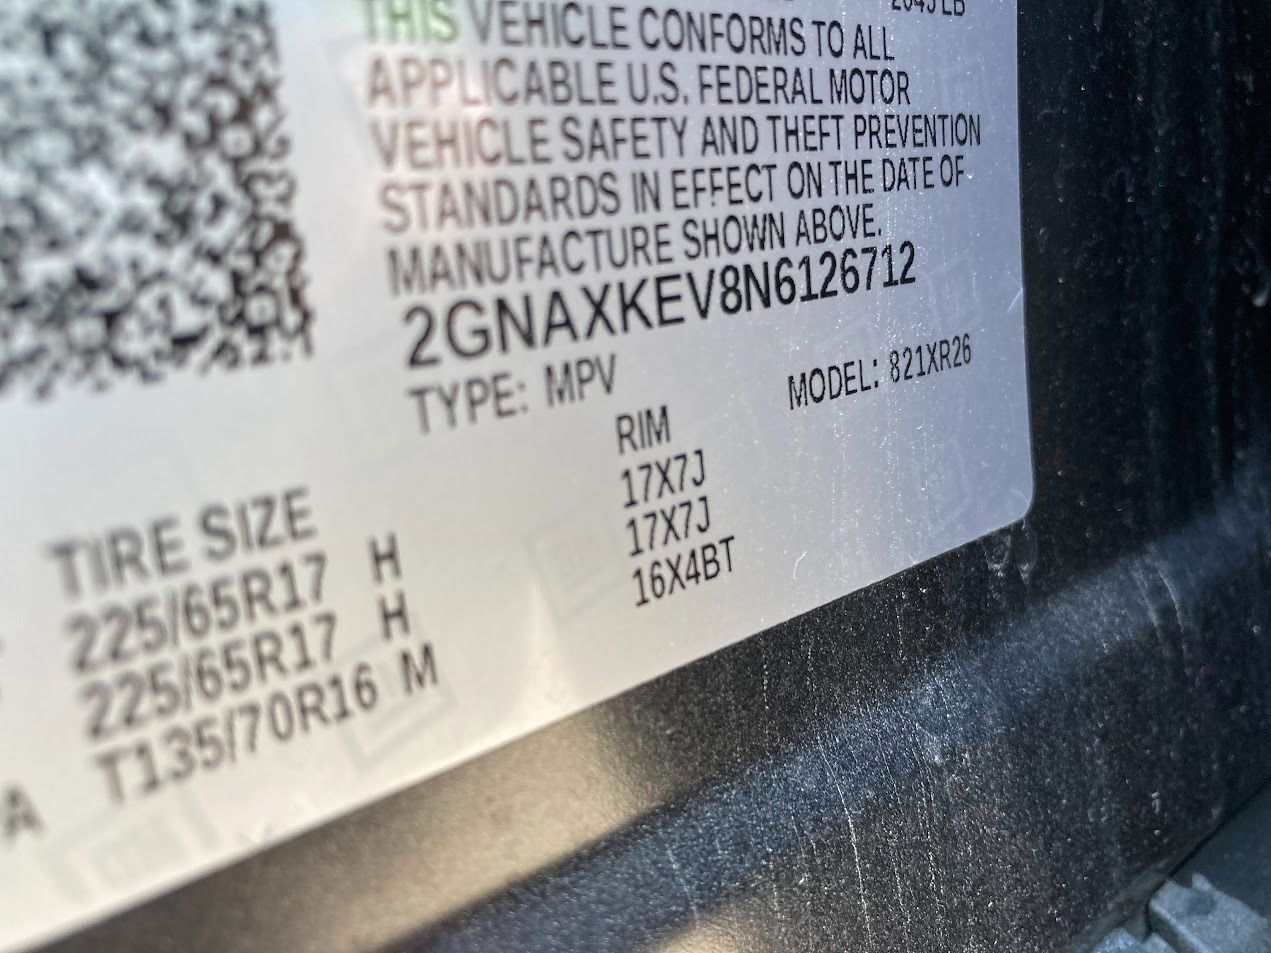 2645 LB
THIS VEHICLE CONFORMS TO ALL
APPLICABLE U.S. FEDERAL MOTOR
VEHICLE SAFETY AND THEFT PREVENTION
STANDARDS IN EFFECT ON THE DATE OF
MANUFACTURE SHOWN ABOVE.
2GNAXKEV8N6126712
TYPE: MPV MODEL: 821XR26
TIRE SIZE RIM
225/65R17 H 17X7J
225/65R17 H 17X7J
A T135/70R16 M 16X4BT